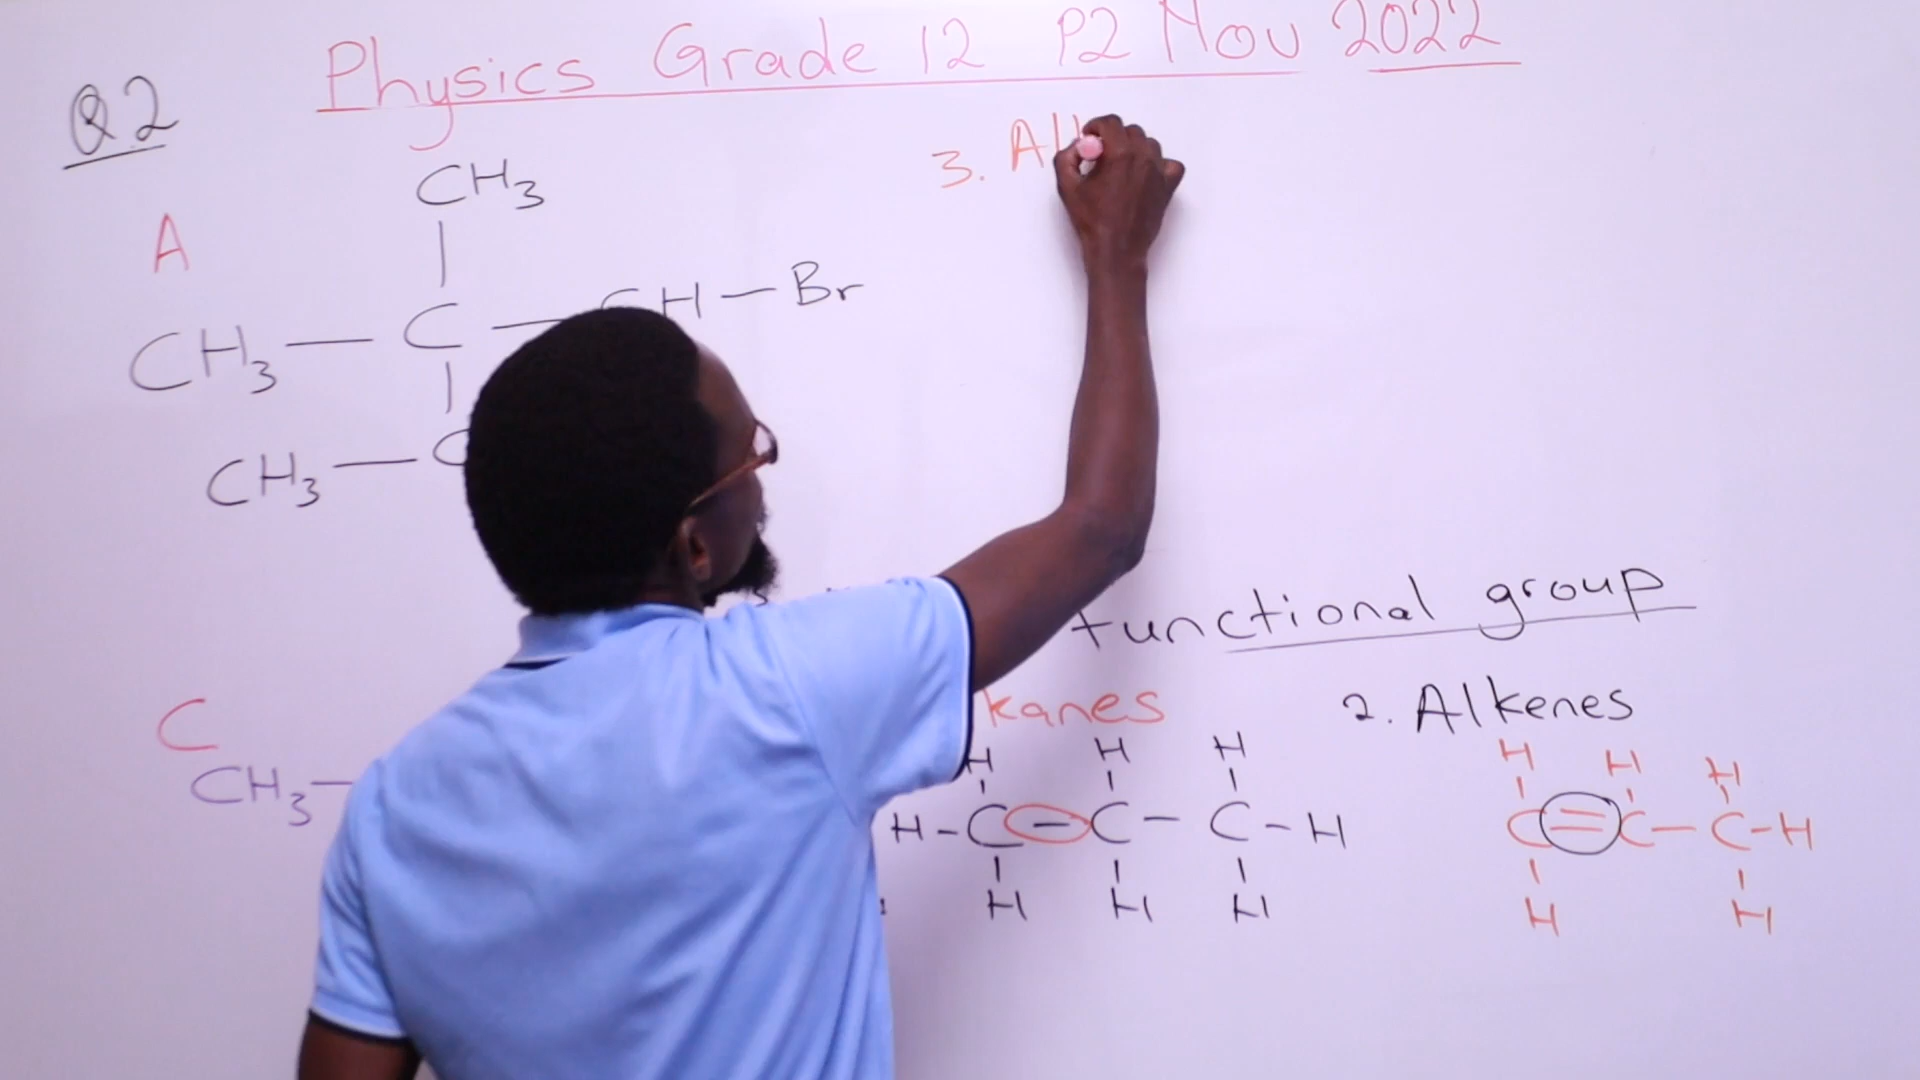 Physics Grade 12 P2 Nov 2022
Q2
A
CH3
CH3 — C — CH — Br
CH3 — C
C
CH3 —
3. Al
functional group
kanes
H H H
H - C - C - C - H
H H H
2. Alkenes
H H H
C = C - C - H
H H